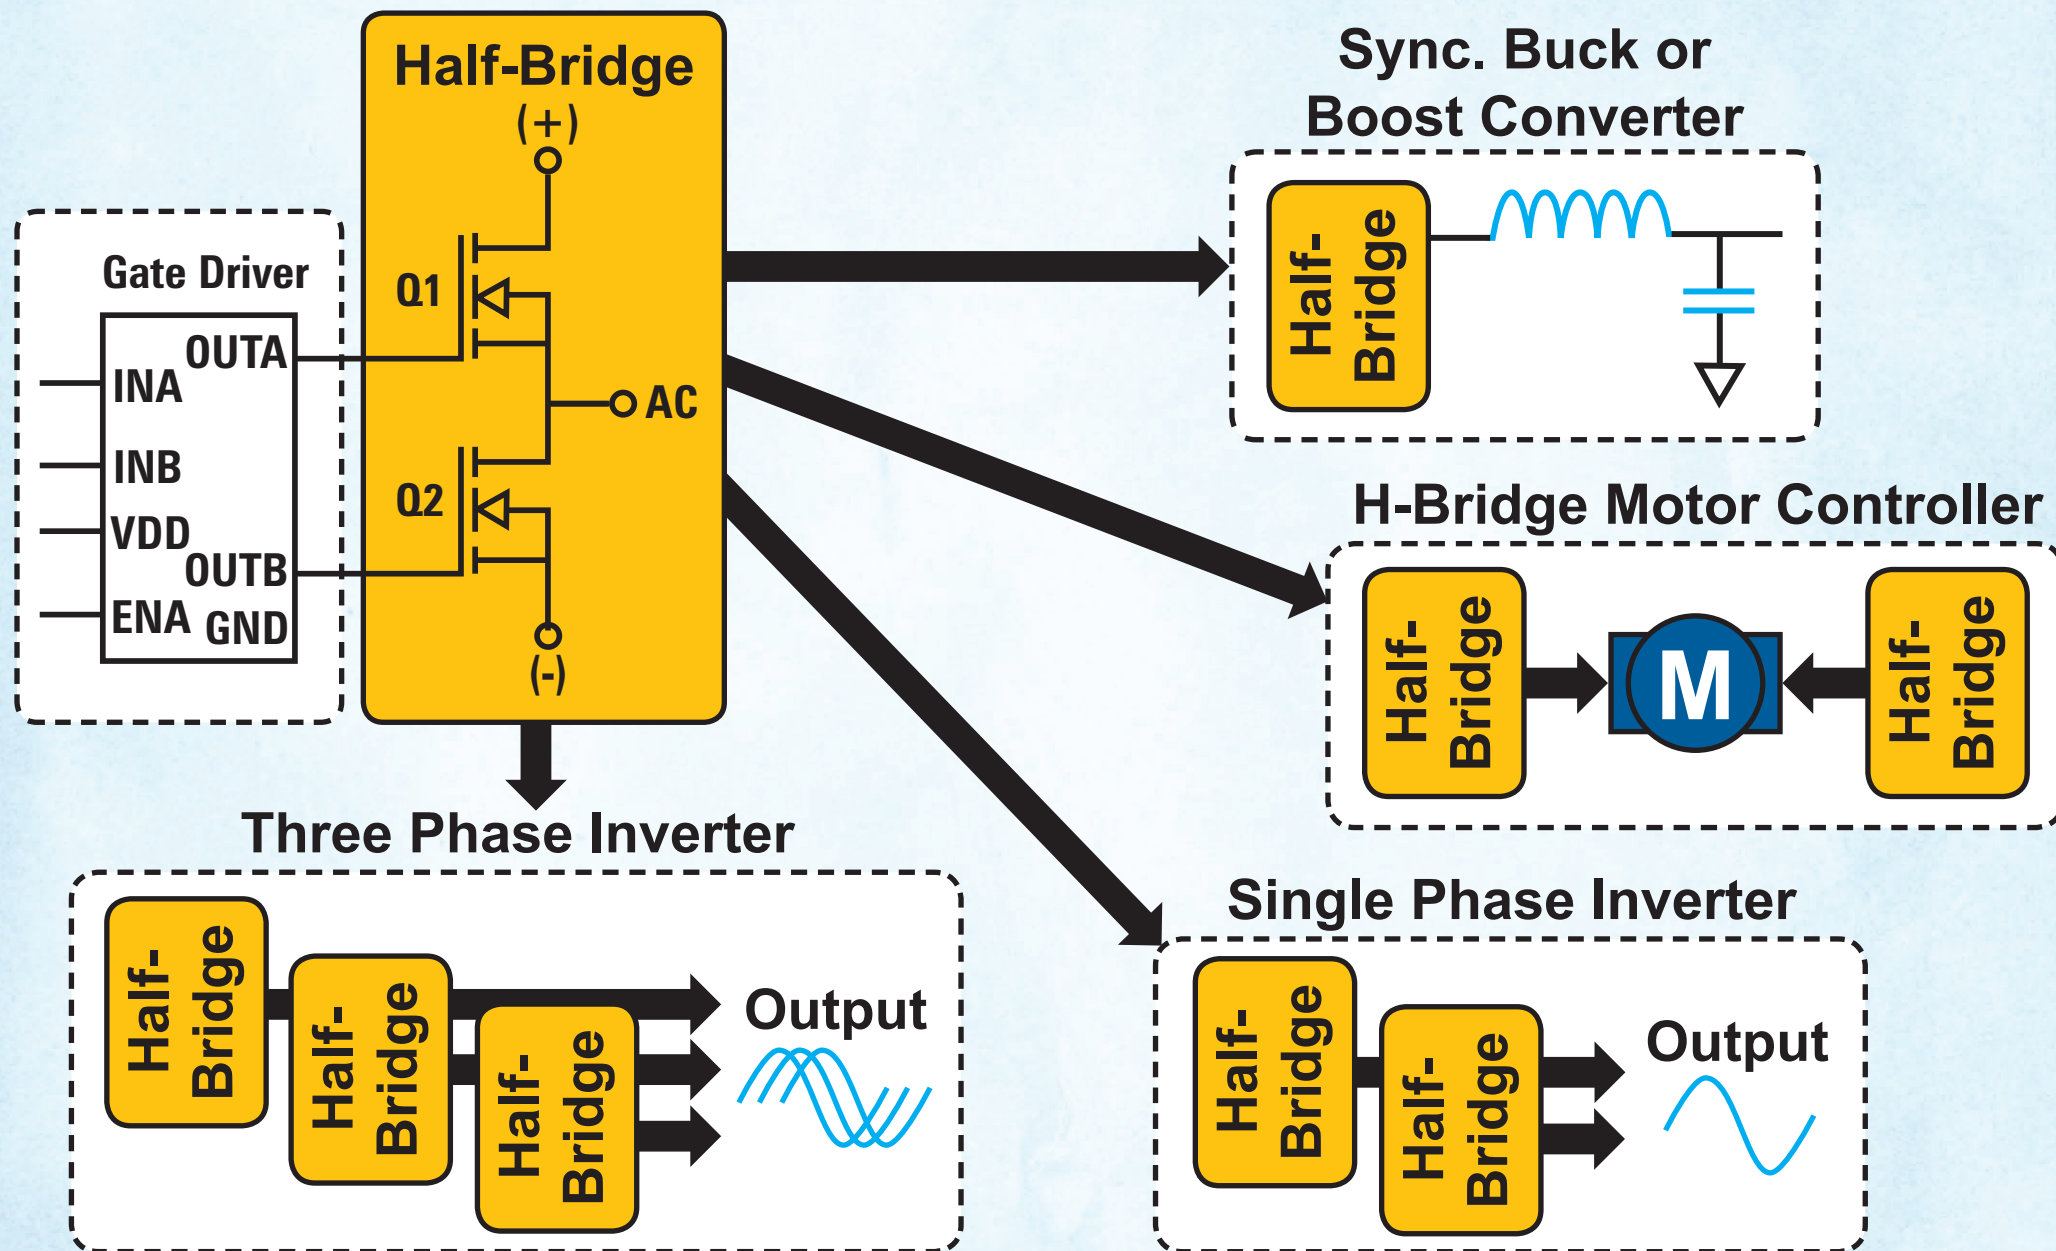 Half-Bridge
(+)
Gate Driver
OUTA
INA
INB
VDD
OUTB
ENA
GND
Q1
AC
Q2
(-)
Sync. Buck or
Boost Converter
Half-
Bridge
H-Bridge Motor Controller
Half-
Bridge
M
Half-
Bridge
Three Phase Inverter
Half-
Bridge
Half-
Bridge
Half-
Bridge
Output
Single Phase Inverter
Half-
Bridge
Half-
Bridge
Output